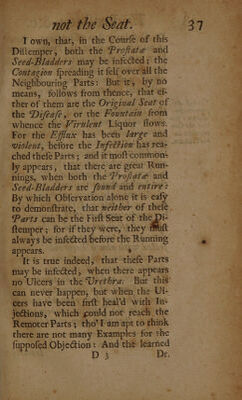 not the Seat. 37
I own, that, in the Course of this
Distemper, both the Prostatæ and
Seed-Bladders may be infected; the
Contagion spreading it self over all the
Neighbouring Parts: But it, by no
means, follows from thence, that ei-
ther of them are the Original Seat of
the Disease, or the Fountain from
whence the Virulent Liquor flows.
For the Efflux has been large and
violent, before the Infection has rea-
ched these Parts; and it most common-
ly appears, that there are great Run-
nings, when both the Prostatæ and
Seed-Bladders are sound and entire:
By which Observation alone it is easy
to demonstrate, that neither of these
Parts can be the First Seat of the Di-
stemper; for if they were, they must
always be infected before the Running
appears.
It is true indeed, that these Parts
may be infected, when there appears
no Ulcers in the Urethra. But this
can never happen, but when the Ul-
cers have been first heal'd with In-
jections, which could not reach the
Remoter Parts; tho' I am apt to think
there are not many Examples for the
supposed Objection: And the learned
D 3 Dr.